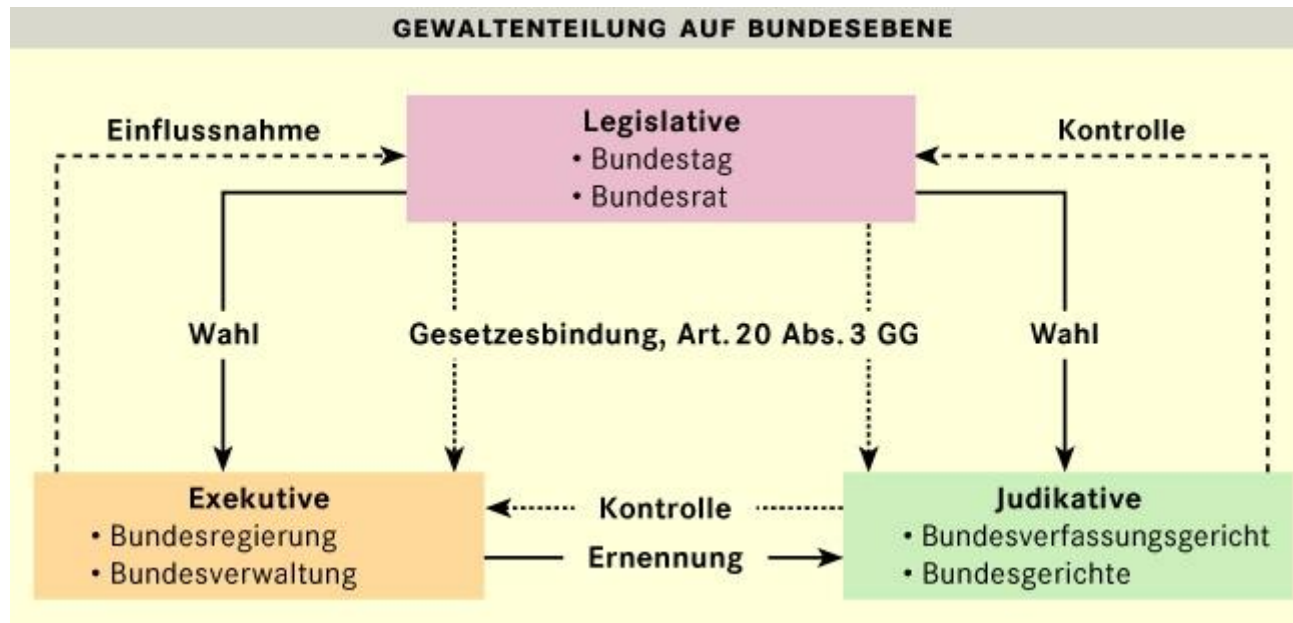 GEWALTENTEILUNG AUF BUNDESEBENE
Einflussnahme
Legislative
• Bundestag
• Bundesrat
Kontrolle
Wahl
Gesetzesbindung, Art. 20 Abs. 3 GG
Wahl
Exekutive
• Bundesregierung
• Bundesverwaltung
Kontrolle
Ernennung
Judikative
• Bundesverfassungsgericht
• Bundesgerichte